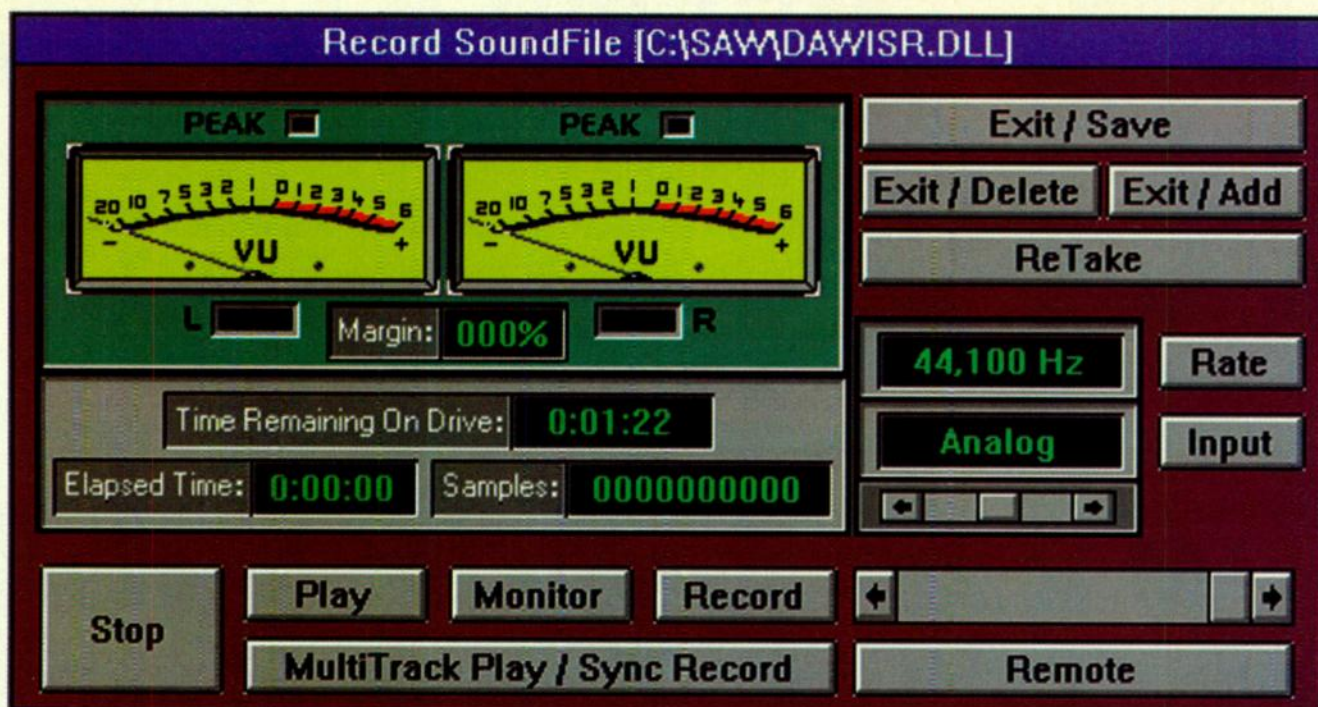 Record SoundFile [C:\SAW\DAWISR.DLL]
PEAK
PEAK
20 10 7 5 3 2 1 0 1 2 3 4 5 6
- +
VU
20 10 7 5 3 2 1 0 1 2 3 4 5 6
- +
VU
L
Margin: 000%
R
Exit / Save
Exit / Delete
Exit / Add
ReTake
44,100 Hz
Rate
Analog
Input
Time Remaining On Drive: 0:01:22
Elapsed Time: 0:00:00
Samples: 0000000000
Stop
Play
Monitor
Record
MultiTrack Play / Sync Record
Remote